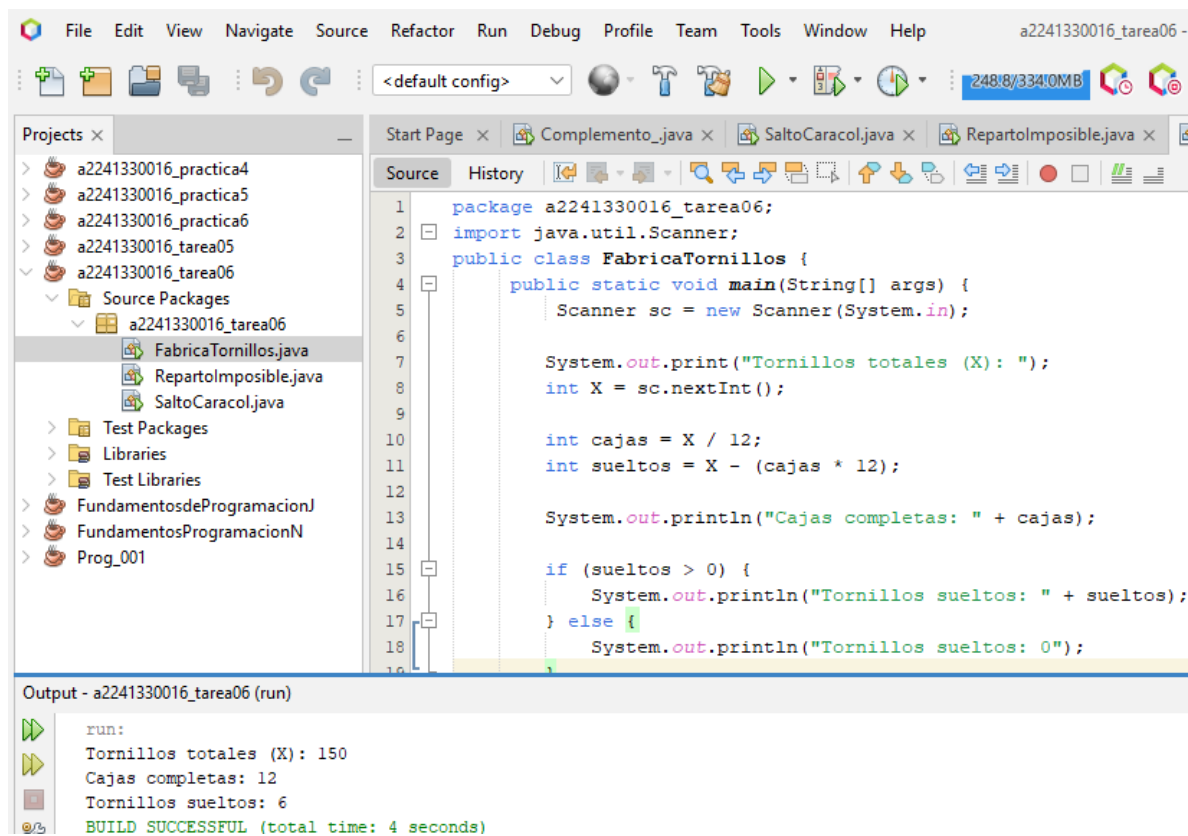 File Edit View Navigate Source Refactor Run Debug Profile Team Tools Window Help a2241330016_tarea06 -
<default config> 248.8/334.0MB
Projects
Start Page Complemento_.java SaltoCaracol.java RepartoImposible.java
a2241330016_practica4
a2241330016_practica5
a2241330016_practica6
a2241330016_tarea05
a2241330016_tarea06
Source Packages
a2241330016_tarea06
FabricaTornillos.java
RepartoImposible.java
SaltoCaracol.java
Test Packages
Libraries
Test Libraries
FundamentosdeProgramacionJ
FundamentosProgramacionN
Prog_001
Source History
1 package a2241330016_tarea06;
2 import java.util.Scanner;
3 public class FabricaTornillos {
4 public static void main(String[] args) {
5 Scanner sc = new Scanner(System.in);
6
7 System.out.print("Tornillos totales (X): ");
8 int X = sc.nextInt();
9
10 int cajas = X / 12;
11 int sueltos = X - (cajas * 12);
12
13 System.out.println("Cajas completas: " + cajas);
14
15 if (sueltos > 0) {
16 System.out.println("Tornillos sueltos: " + sueltos);
17 } else {
18 System.out.println("Tornillos sueltos: 0");
19 }
Output - a2241330016_tarea06 (run)
run:
Tornillos totales (X): 150
Cajas completas: 12
Tornillos sueltos: 6
BUILD SUCCESSFUL (total time: 4 seconds)